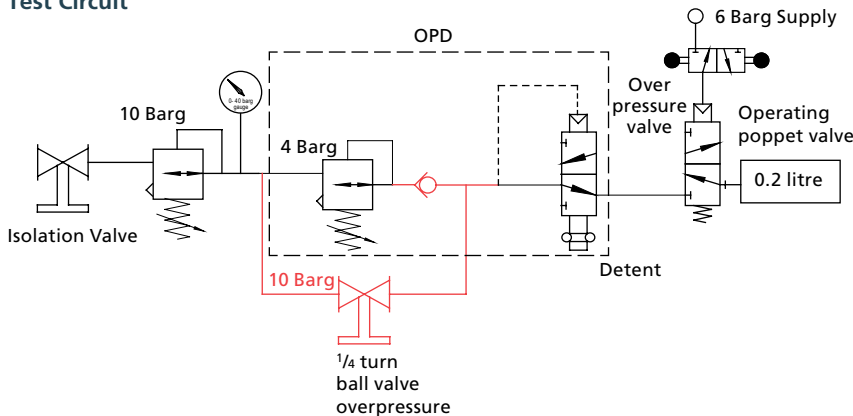 Test Circuit
6 Barg Supply
OPD
Over
pressure
valve
Operating
poppet valve
10 Barg
0- 40 barg
gauge
4 Barg
0.2 litre
Isolation Valve
Detent
10 Barg
1/4 turn
ball valve
overpressure